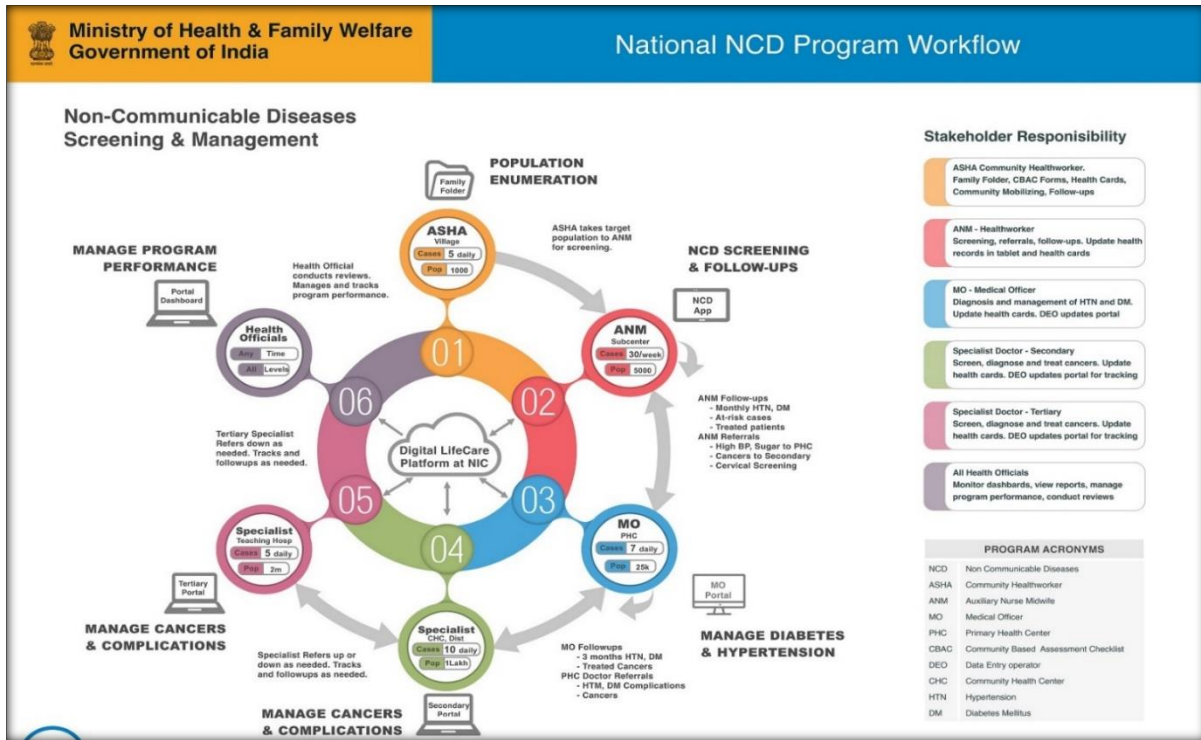 Ministry of Health & Family Welfare
Government of India
National NCD Program Workflow
Non-Communicable Diseases
Screening & Management
POPULATION
ENUMERATION
Family
Folder
ASHA
Village
Cases 5 daily
Pop 1000
ASHA takes target
population to ANM
for screening.
NCD SCREENING
& FOLLOW-UPS
NCD
App
ANM
Subcenter
Cases 30/week
Pop 5000
ANM Follow-ups
- Monthly HTN, DM
- At-risk cases
- Treated patients
ANM Referrals
- High BP, Sugar to PHC
- Cancers to Secondary
- Cervical Screening
MO
PHC
Cases 7 daily
Pop 25k
MO
Portal
MANAGE DIABETES
& HYPERTENSION
MO Followups
- 3 months HTN, DM
- Treated Cancers
PHC Doctor Referrals
- HTM, DM Complications
- Cancers
Specialist
CHC, Dist
Cases 10 daily
Pop 1Lakh
Secondary
Portal
MANAGE CANCERS
& COMPLICATIONS
Specialist Refers up or
down as needed. Tracks
and followups as needed.
Specialist
Teaching Hosp
Cases 5 daily
Pop 2m
Tertiary
Portal
MANAGE CANCERS
& COMPLICATIONS
Tertiary Specialist
Refers down as
needed. Tracks and
followups as needed.
Health
Officials
Any Time
All Levels
Portal
Dashboard
MANAGE PROGRAM
PERFORMANCE
Health Official
conducts reviews.
Manages and tracks
program performance.
01
02
03
04
05
06
Digital LifeCare
Platform at NIC
Stakeholder Responisibility
ASHA Community Healthworker.
Family Folder, CBAC Forms, Health Cards,
Community Mobilizing, Follow-ups
ANM - Healthworker
Screening, referrals, follow-ups. Update health
records in tablet and health cards
MO - Medical Officer
Diagnosis and management of HTN and DM.
Update health cards. DEO updates portal
Specialist Doctor - Secondary
Screen, diagnose and treat cancers. Update
health cards. DEO updates portal for tracking
Specialist Doctor - Tertiary
Screen, diagnose and treat cancers. Update
health cards. DEO updates portal for tracking
All Health Officials
Monitor dashbards, view reports, manage
program performance, conduct reviews
PROGRAM ACRONYMS
NCD Non Communicable Diseases
ASHA Community Healthworker
ANM Auxiliary Nurse Midwife
MO Medical Officer
PHC Primary Health Center
CBAC Community Based Assessment Checklist
DEO Data Entry operator
CHC Community Health Center
HTN Hypertension
DM Diabetes Mellitus